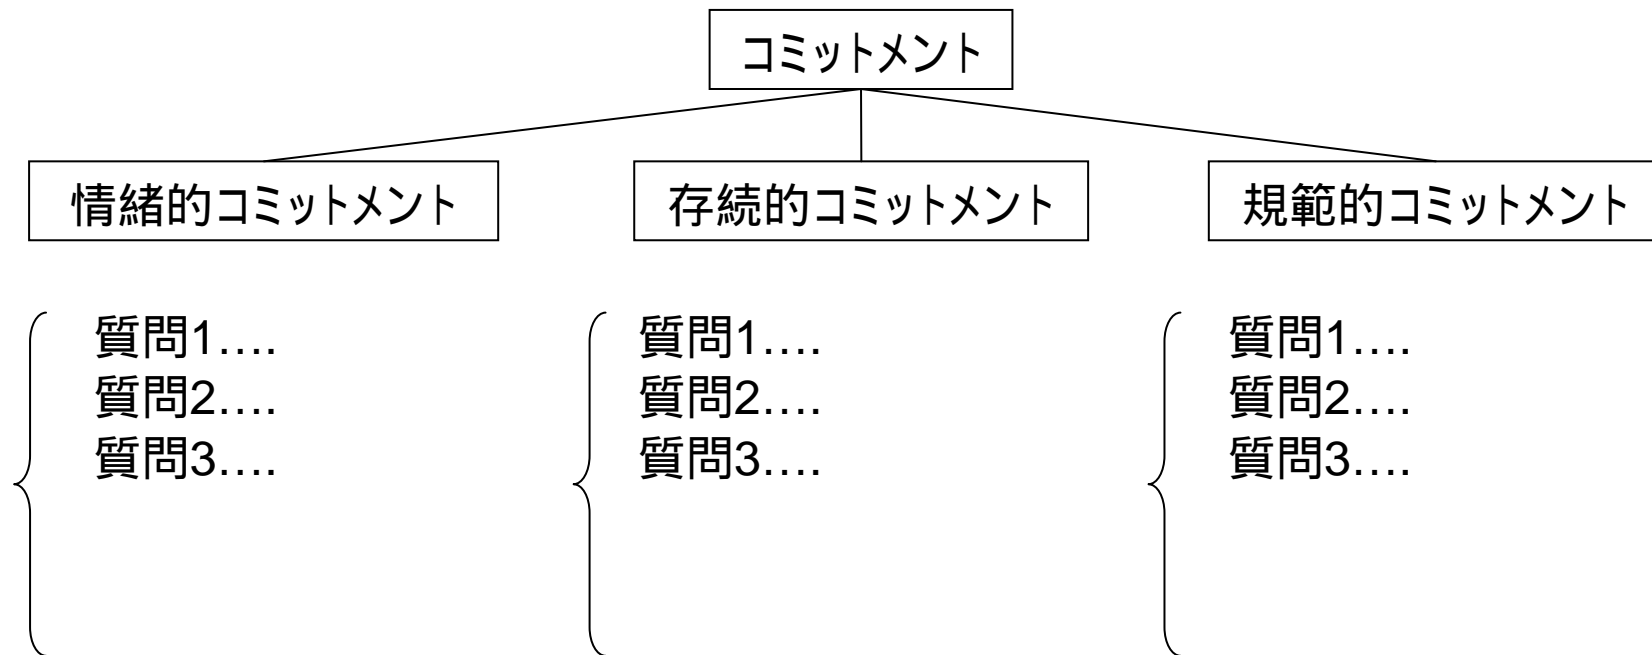 コミットメント
情緒的コミットメント
存続的コミットメント
規範的コミットメント
質問1….
質問2….
質問3….
質問1….
質問2….
質問3….
質問1….
質問2….
質問3….